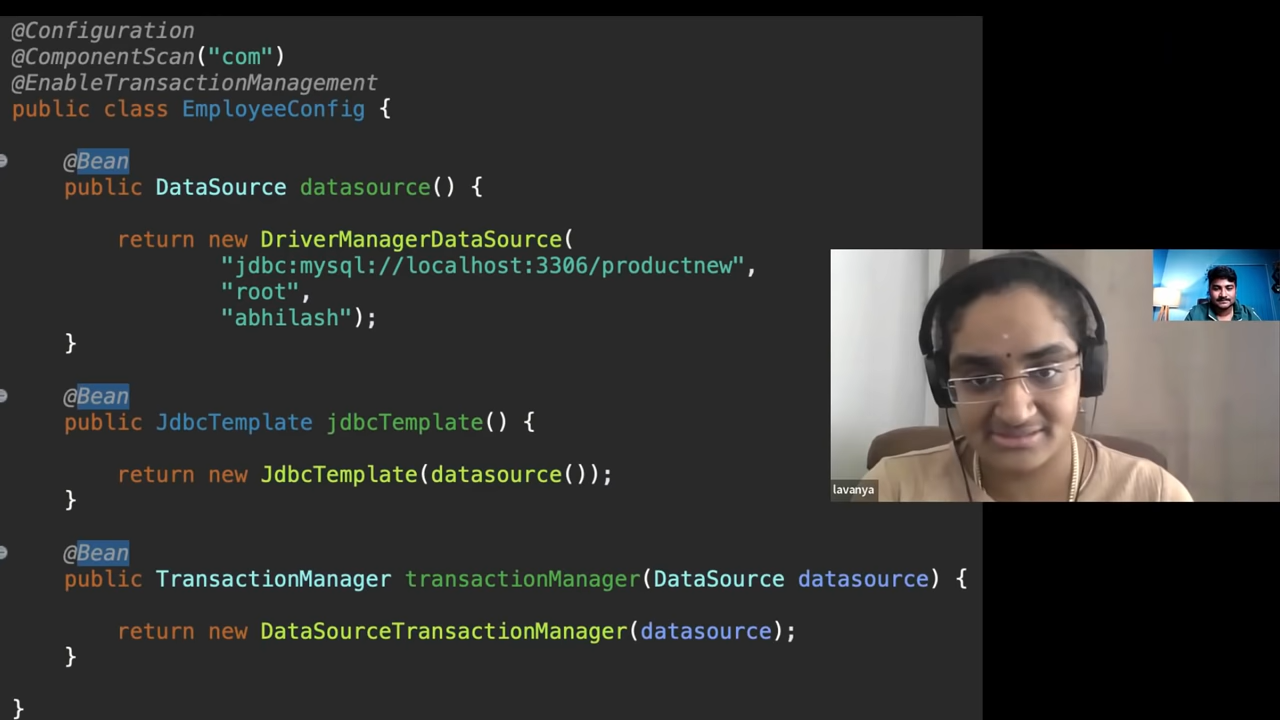 @Configuration
@ComponentScan("com")
@EnableTransactionManagement
public class EmployeeConfig {
@Bean
public DataSource datasource() {
return new DriverManagerDataSource(
"jdbc:mysql://localhost:3306/productnew",
"root",
"abhilash");
}
@Bean
public JdbcTemplate jdbcTemplate() {
return new JdbcTemplate(datasource());
}
@Bean
public TransactionManager transactionManager(DataSource datasource) {
return new DataSourceTransactionManager(datasource);
}
}
lavanya